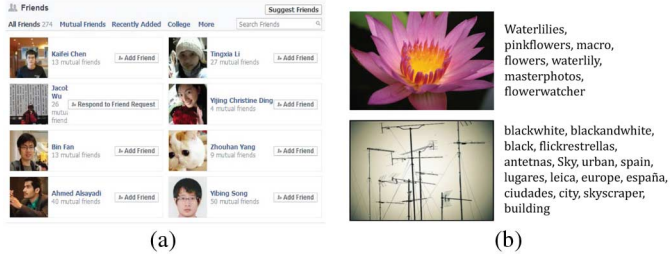 Friends
Suggest Friends
All Friends 274 Mutual Friends Recently Added College More
Search Friends
Kaifei Chen
13 mutual friends
Add Friend
Tingxia Li
27 mutual friends
Add Friend
Jacob
Wu
26
mutu
friend
Respond to Friend Request
Yijing Christine Ding
4 mutual friends
Add Friend
Bin Fan
13 mutual friends
Add Friend
Zhouhan Yang
9 mutual friends
Add Friend
Ahmed Alsayadi
40 mutual friends
Add Friend
Yibing Song
50 mutual friends
Add Friend
(a)
Waterlilies,
pinkflowers, macro,
flowers, waterlily,
masterphotos,
flowerwatcher
blackwhite, blackandwhite,
black, flickrestrellas,
antetnas, Sky, urban, spain,
lugares, leica, europe, españa,
ciudades, city, skyscraper,
building
(b)